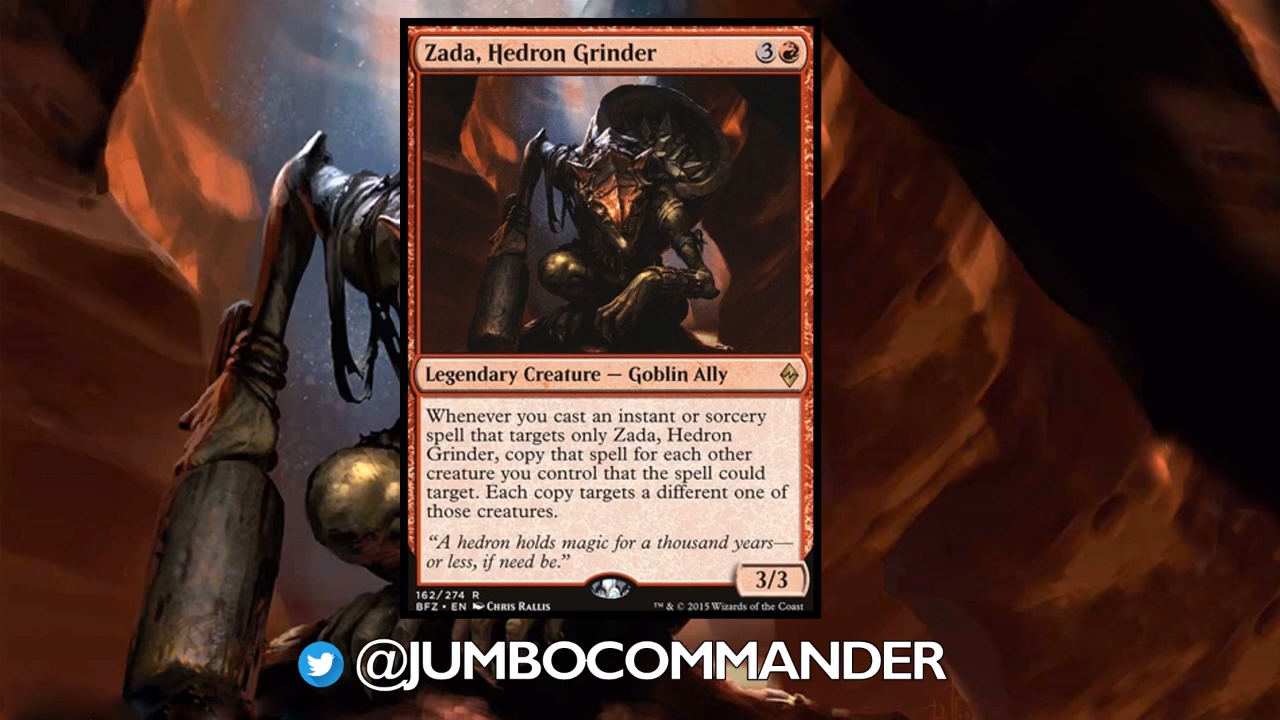 Zada, Hedron Grinder 3
Legendary Creature — Goblin Ally
Whenever you cast an instant or sorcery
spell that targets only Zada, Hedron
Grinder, copy that spell for each other
creature you control that the spell could
target. Each copy targets a different one of
those creatures.
“A hedron holds magic for a thousand years—
or less, if need be.”
3/3
162/274 R
BFZ • EN Chris Rallis
™ & © 2015 Wizards of the Coast
@JUMBOCOMMANDER